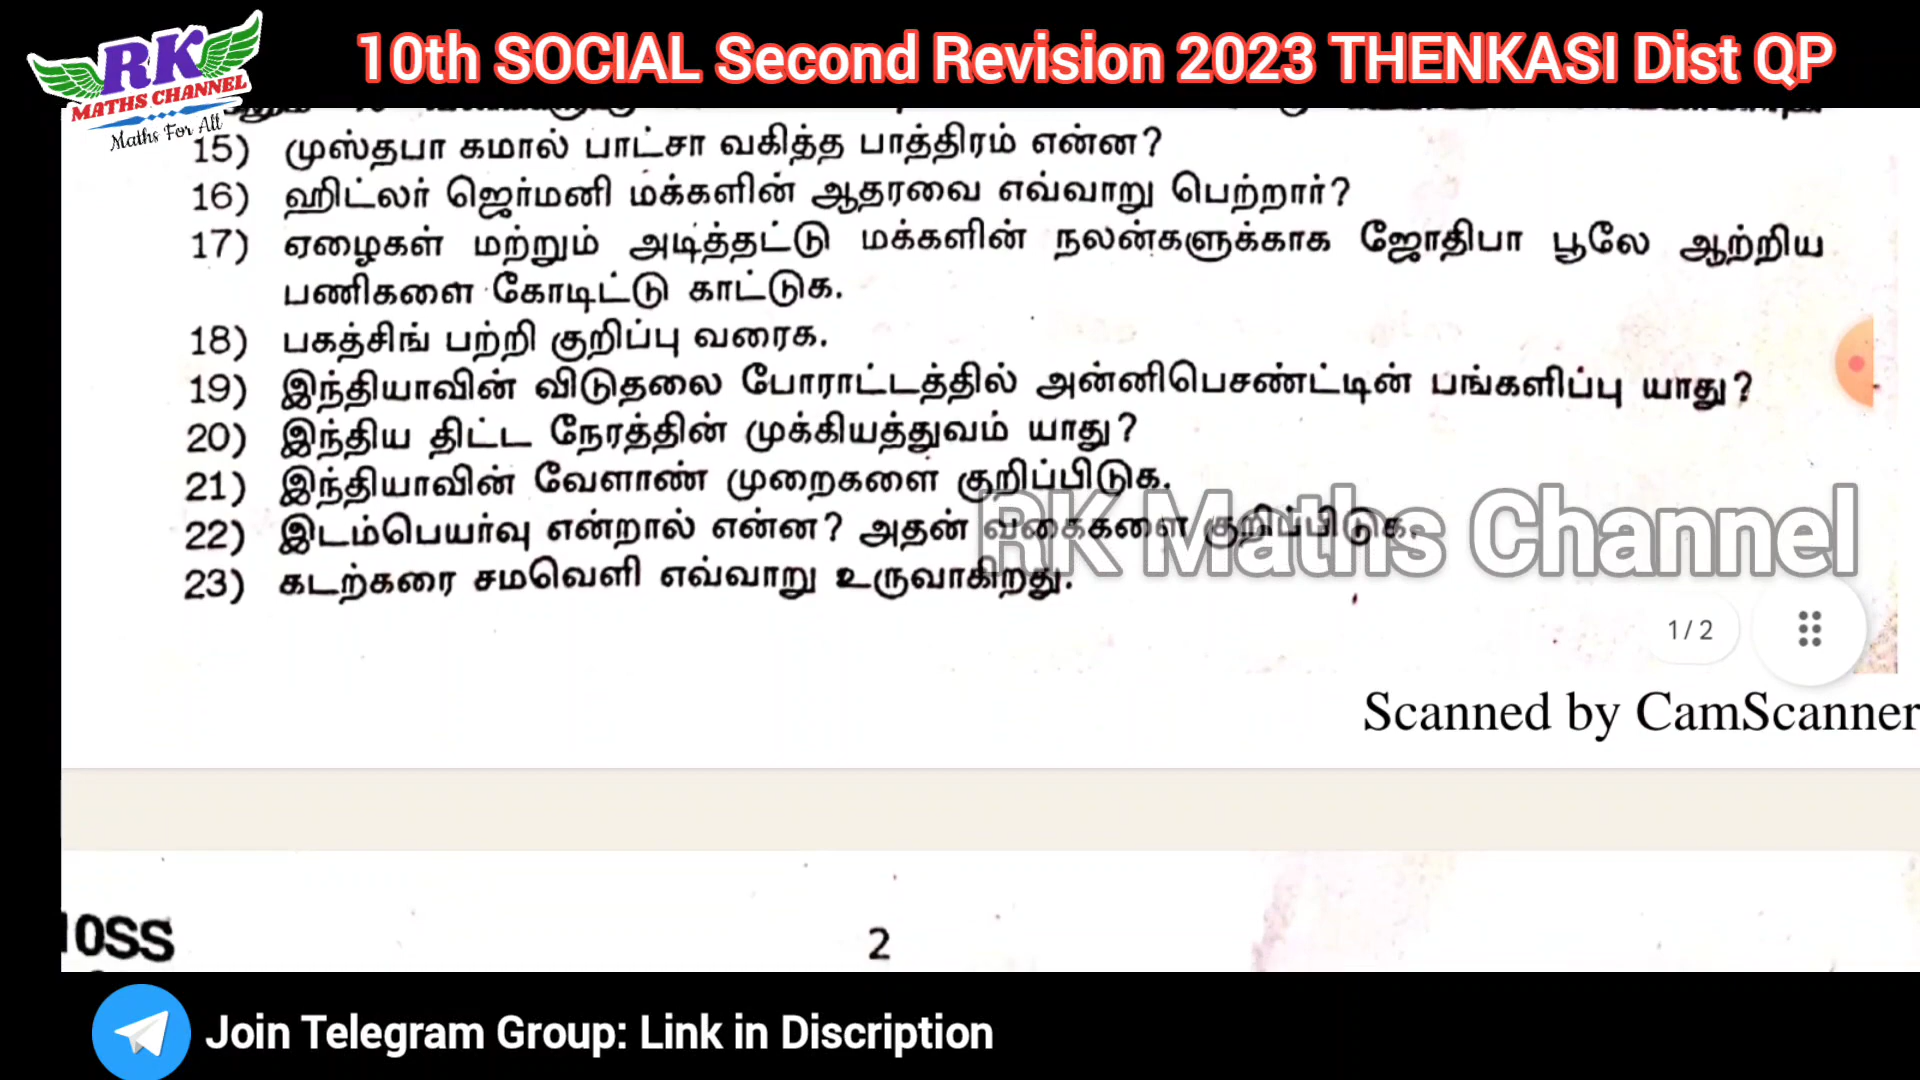 RK
MATHS CHANNEL
Maths For All
10th SOCIAL Second Revision 2023 THENKASI Dist QP
15) முஸ்தபா கமால் பாட்சா வகித்த பாத்திரம் என்ன?
16) ஹிட்லர் ஜெர்மனி மக்களின் ஆதரவை எவ்வாறு பெற்றார்?
17) ஏழைகள் மற்றும் அடித்தட்டு மக்களின் நலன்களுக்காக ஜோதிபா பூலே ஆற்றிய
பணிகளை கோடிட்டு காட்டுக.
18) பகத்சிங் பற்றி குறிப்பு வரைக.
19) இந்தியாவின் விடுதலை போராட்டத்தில் அன்னிபெசண்ட்டின் பங்களிப்பு யாது?
20) இந்திய திட்ட நேரத்தின் முக்கியத்துவம் யாது?
21) இந்தியாவின் வேளாண் முறைகளை குறிப்பிடுக.
22) இடம்பெயர்வு என்றால் என்ன? அதன் வகைகளை குறிப்பிடுக.
RK Maths Channel
23) கடற்கரை சமவெளி எவ்வாறு உருவாகிறது.
1/2
Scanned by CamScanner
10SS
2
Join Telegram Group: Link in Discription